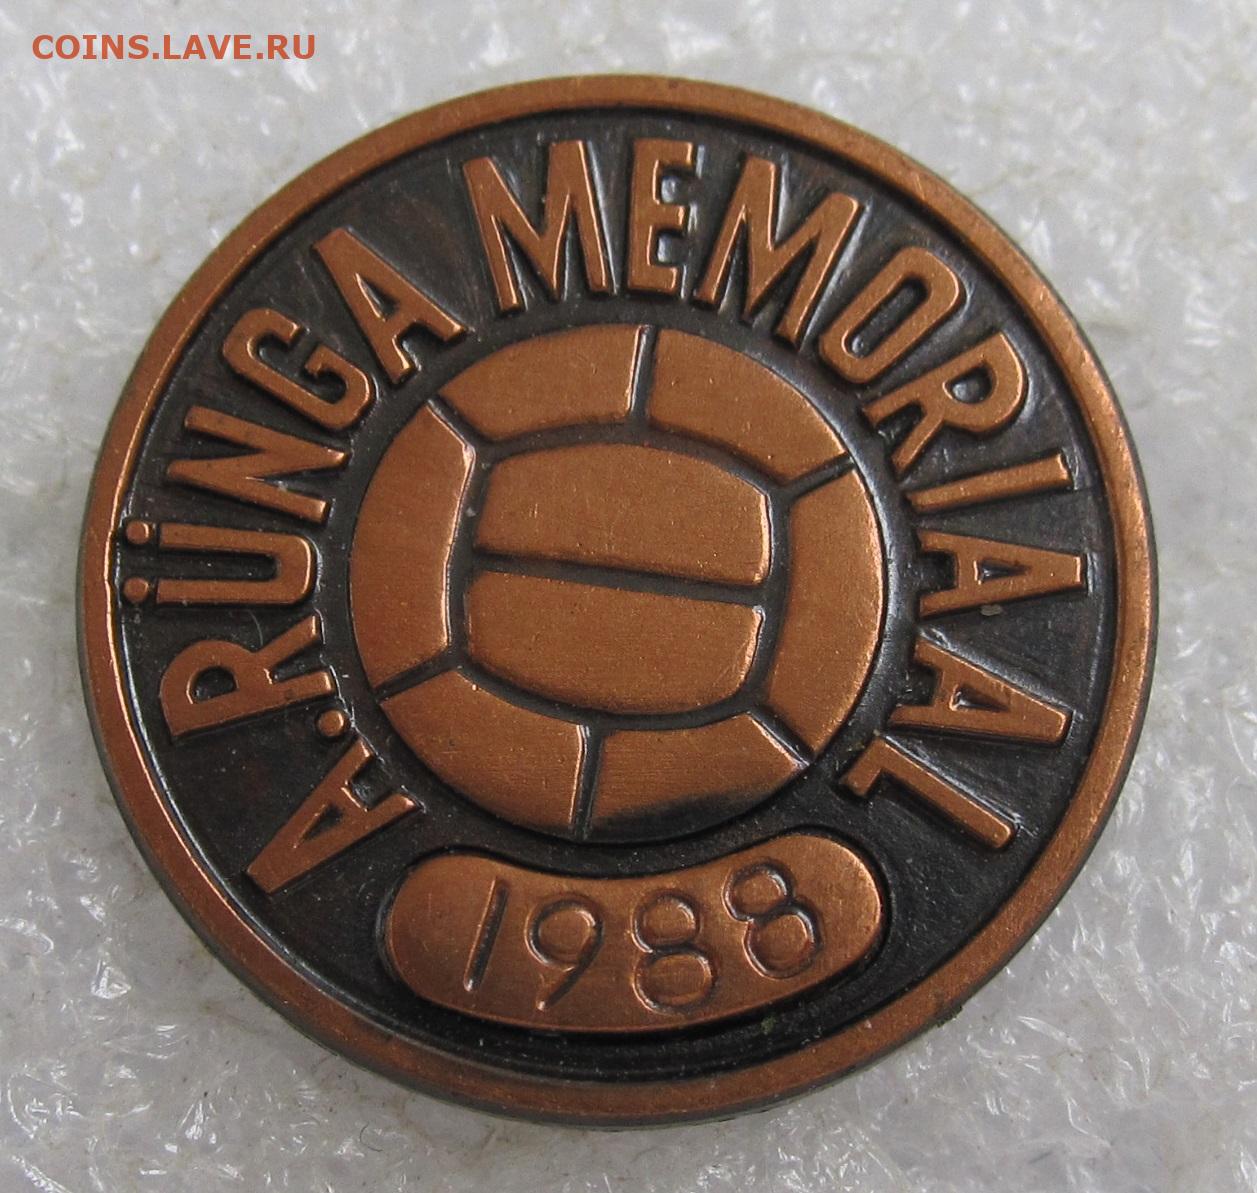 COINS.LAVE.RU
A. RÜNGA MEMORIAAL
1988